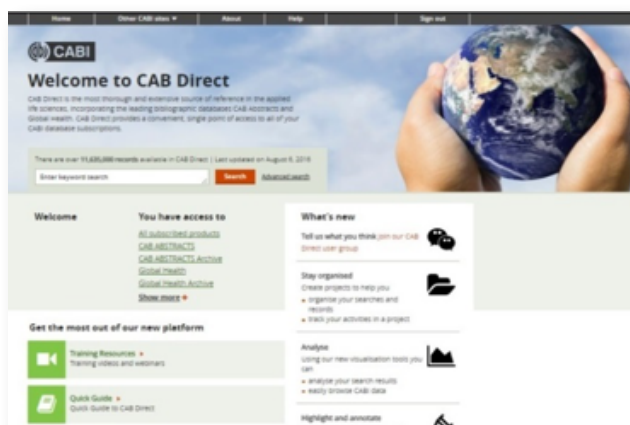 Home Other CABI sites ▼ About Help Sign out
CABI
Welcome to CAB Direct
CAB Direct is the most thorough and extensive source of reference in the applied
life sciences, incorporating the leading bibliographic databases CAB Abstracts and
Global Health. CAB Direct provides a convenient, single point of access to all of your
CABI database subscriptions.
There are over 11,635,000 records available in CAB Direct | Last updated on August 9, 2016
Enter keyword search Search Advanced search
Welcome
You have access to
All subscribed products
CAB ABSTRACTS
CAB ABSTRACTS Archive
Global Health
Global Health Archive
Show more
What's new
Tell us what you think join our CAB
Direct user group
Stay organised
Create projects to help you
organise your searches and
records
track your activities in a project
Analyse
Using our new visualisation tools you
can
analyse your search results
easily browse CABI data
Highlight and annotate
Get the most out of our new platform
Training Resources
Training videos and webinars
Quick Guide
Quick Guide to CAB Direct